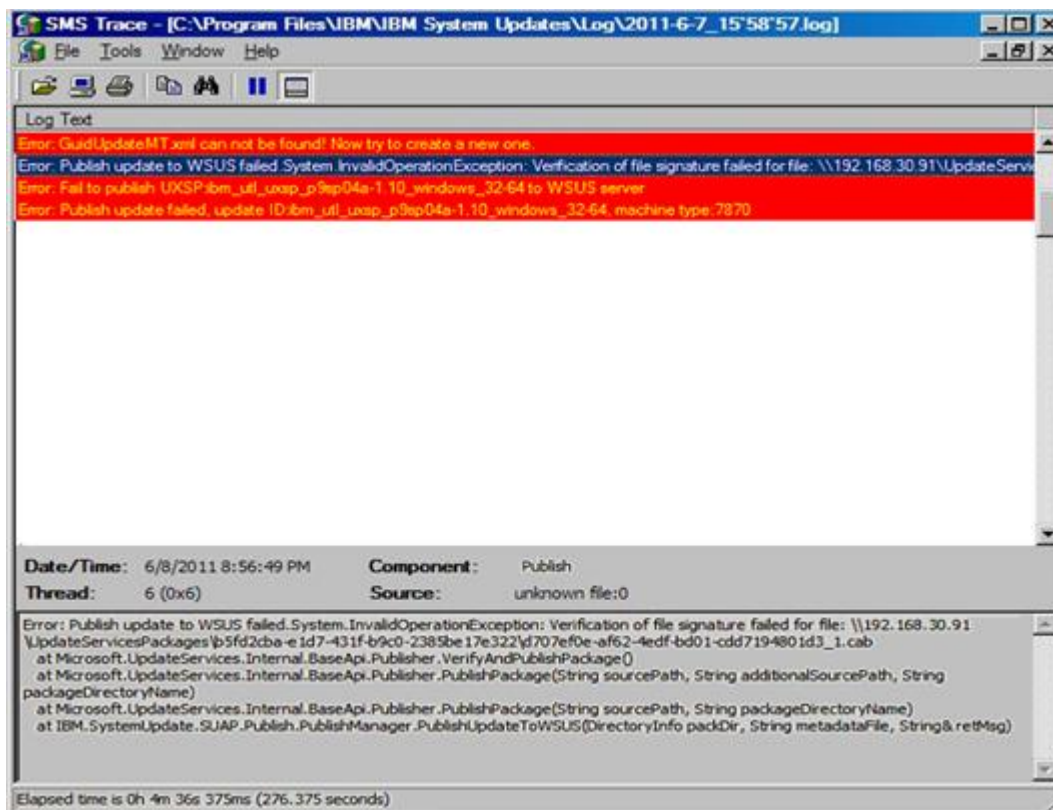 SMS Trace - [C:\Program Files\IBM\IBM System Updates\Log\2011-6-7_15'58'57.log]
File Tools Window Help
Log Text
Error: GuidUpdateMT.xml can not be found! Now try to create a new one.
Error: Publish update to WSUS failed.System.InvalidOperationException: Verification of file signature failed for file: \\192.168.30.91\UpdateServi
Error: Fail to publish UXSP:ibm_utl_uxsp_p9sp04a-1.10_windows_32-64 to WSUS server
Error: Publish update failed, update ID:ibm_utl_uxsp_p9sp04a-1.10_windows_32-64, machine type:7870
Date/Time: 6/8/2011 8:56:49 PM Component: Publish
Thread: 6 (0x6) Source: unknown file:0
Error: Publish update to WSUS failed.System.InvalidOperationException: Verification of file signature failed for file: \\192.168.30.91
\UpdateServicesPackages\b5fd2cba-e1d7-431f-b9c0-2385be17e322\d707ef0e-af62-4edf-bd01-cdd7194801d3_1.cab
at Microsoft.UpdateServices.Internal.BaseApi.Publisher.VerifyAndPublishPackage()
at Microsoft.UpdateServices.Internal.BaseApi.Publisher.PublishPackage(String sourcePath, String additionalSourcePath, String
packageDirectoryName)
at Microsoft.UpdateServices.Internal.BaseApi.Publisher.PublishPackage(String sourcePath, String packageDirectoryName)
at IBM.SystemUpdate.SUAP.Publish.PublishManager.PublishUpdateToWSUS(DirectoryInfo packDir, String metadataFile, String& retMsg)
Elapsed time is 0h 4m 36s 375ms (276.375 seconds)